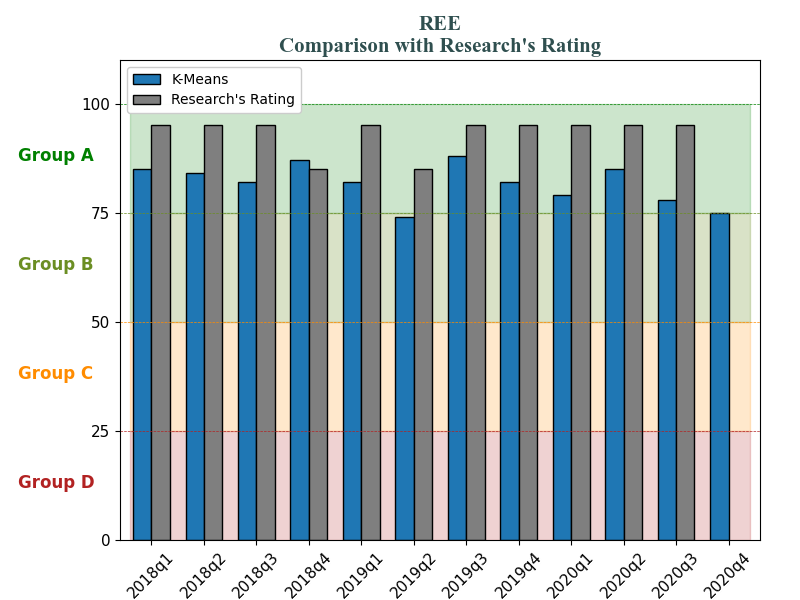 REE
Comparison with Research's Rating
K-Means
Research's Rating
100
Group A
75
Group B
50
Group C
25
Group D
0
2018q1 2018q2 2018q3 2018q4 2019q1 2019q2 2019q3 2019q4 2020q1 2020q2 2020q3 2020q4